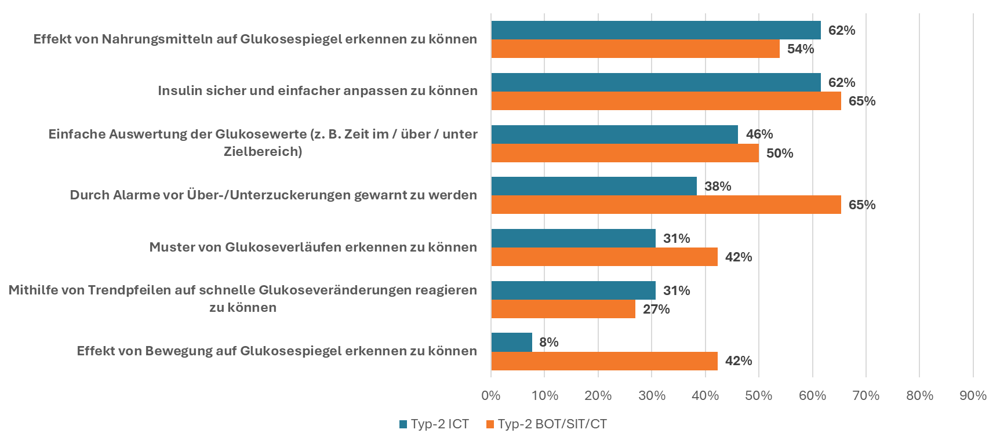 Effekt von Nahrungsmitteln auf Glukosespiegel erkennen zu können
62%
54%
Insulin sicher und einfacher anpassen zu können
62%
65%
Einfache Auswertung der Glukosewerte (z. B. Zeit im / über / unter
Zielbereich)
46%
50%
Durch Alarme vor Über-/Unterzuckerungen gewarnt zu werden
38%
65%
Muster von Glukoseverläufen erkennen zu können
31%
42%
Mithilfe von Trendpfeilen auf schnelle Glukoseveränderungen reagieren
zu können
31%
27%
Effekt von Bewegung auf Glukosespiegel erkennen zu können
8%
42%
0% 10% 20% 30% 40% 50% 60% 70% 80% 90%
Typ-2 ICT Typ-2 BOT/SIT/CT